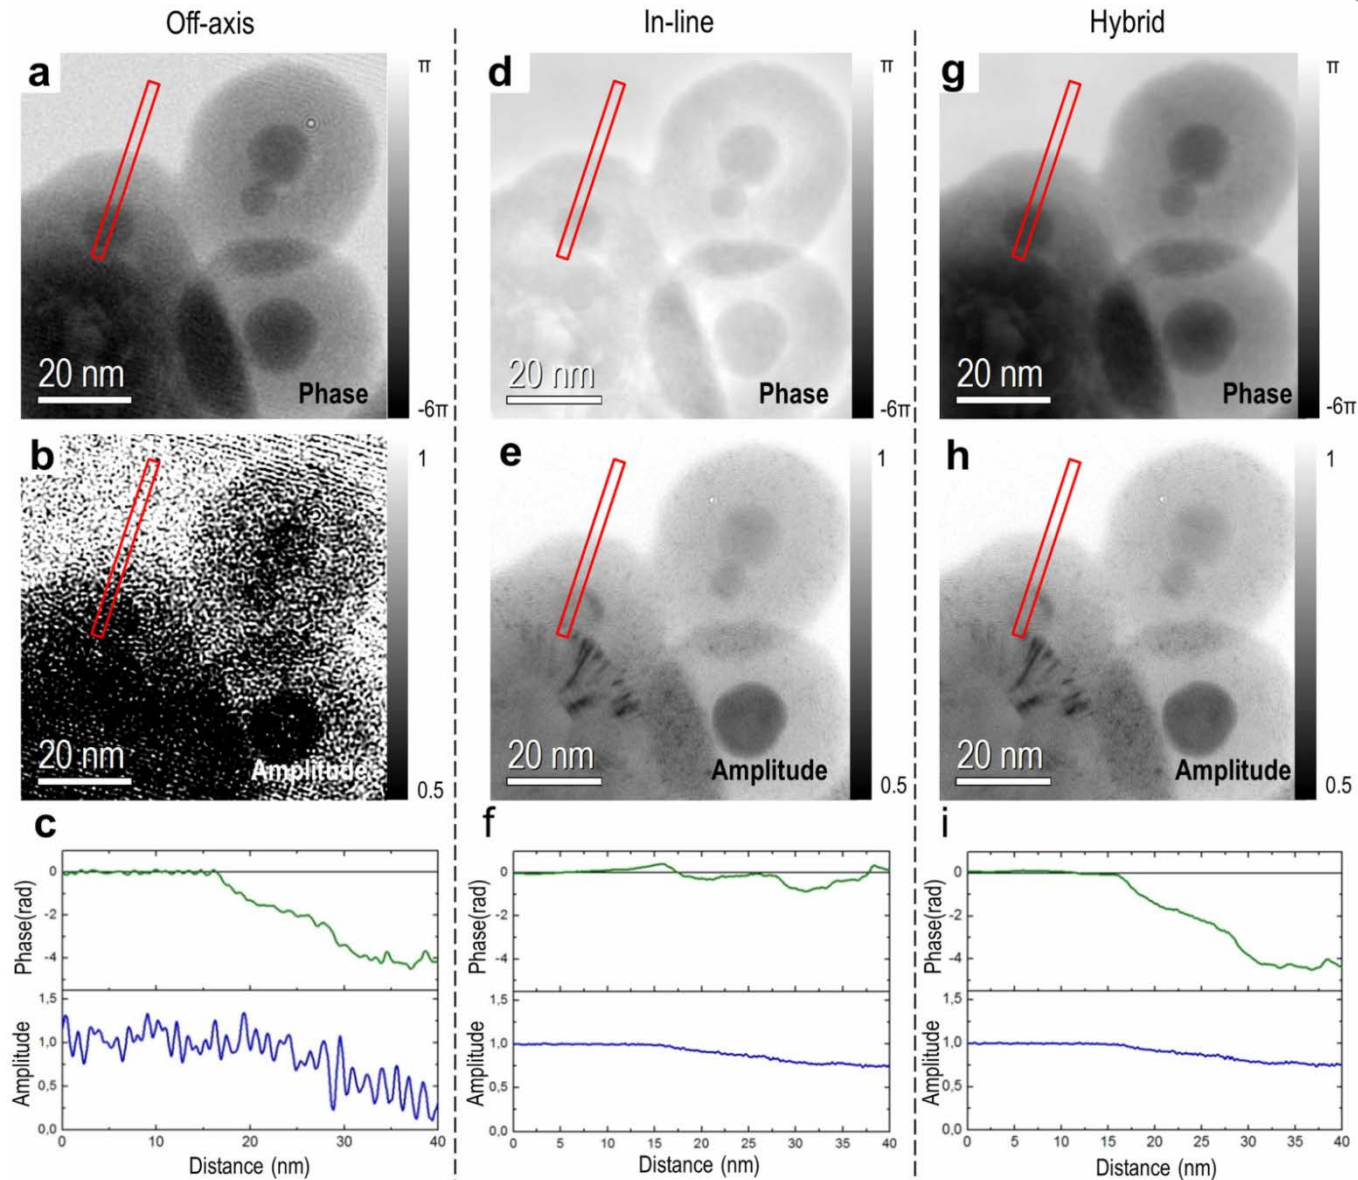 Off-axis
In-line
Hybrid
a
π
20 nm
Phase
-6π
d
π
20 nm
Phase
-6π
g
π
20 nm
Phase
-6π
b
1
20 nm
Amplitude
0.5
e
1
20 nm
Amplitude
0.5
h
1
20 nm
Amplitude
0.5
c
0
-2
-4
Phase(rad)
1,5
1,0
0,5
0,0
Amplitude
0 10 20 30 40
Distance (nm)
f
0
-2
-4
Phase(rad)
1,5
1,0
0,5
0,0
Amplitude
0 5 10 15 20 25 30 35 40
Distance (nm)
i
0
-2
-4
Phase(rad)
1,5
1,0
0,5
0,0
Amplitude
0 5 10 15 20 25 30 35 40
Distance (nm)